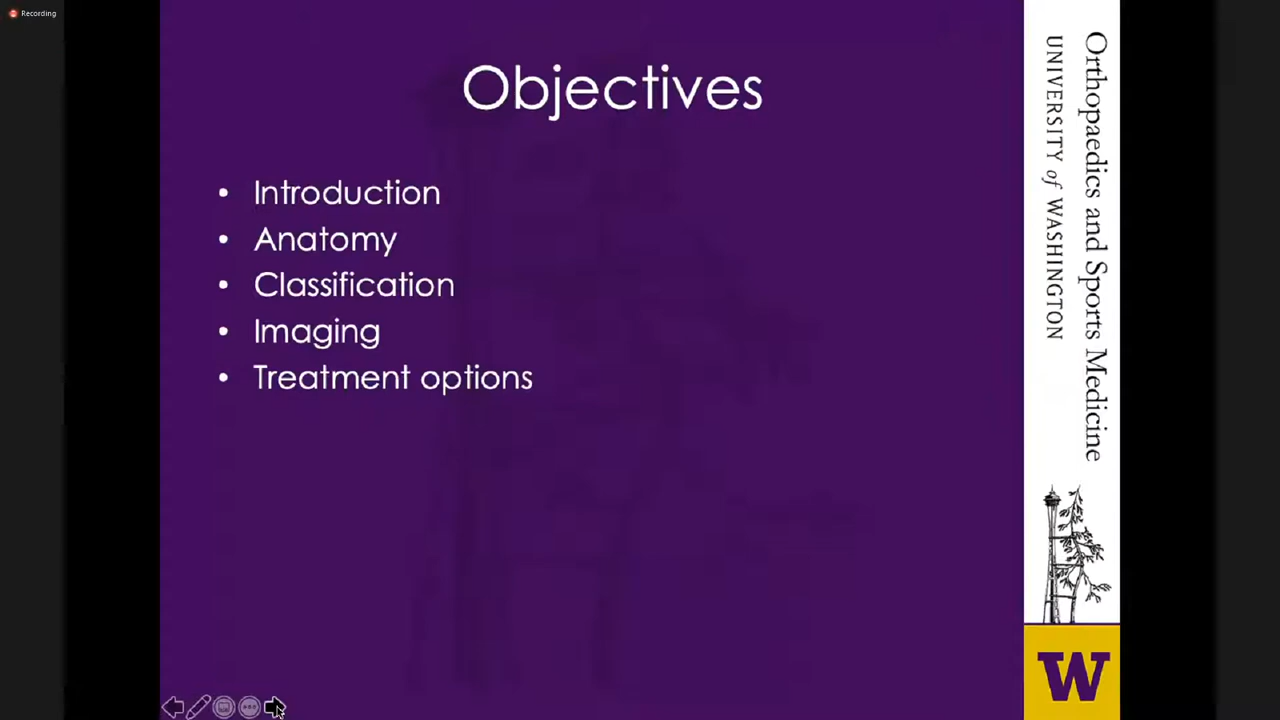 Recording
Objectives
• Introduction
• Anatomy
• Classification
• Imaging
• Treatment options
Orthopaedics and Sports Medicine
UNIVERSITY of WASHINGTON
W